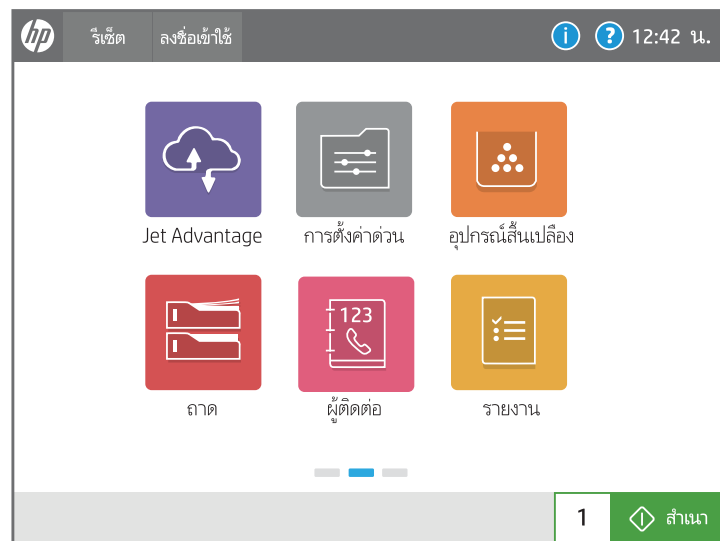 hp รีเซ็ต ลงชื่อเข้าใช้ i ? 12:42 น.
Jet Advantage การตั้งค่าด่วน อุปกรณ์สิ้นเปลือง
123
ถาด ผู้ติดต่อ รายงาน
1 สำเนา